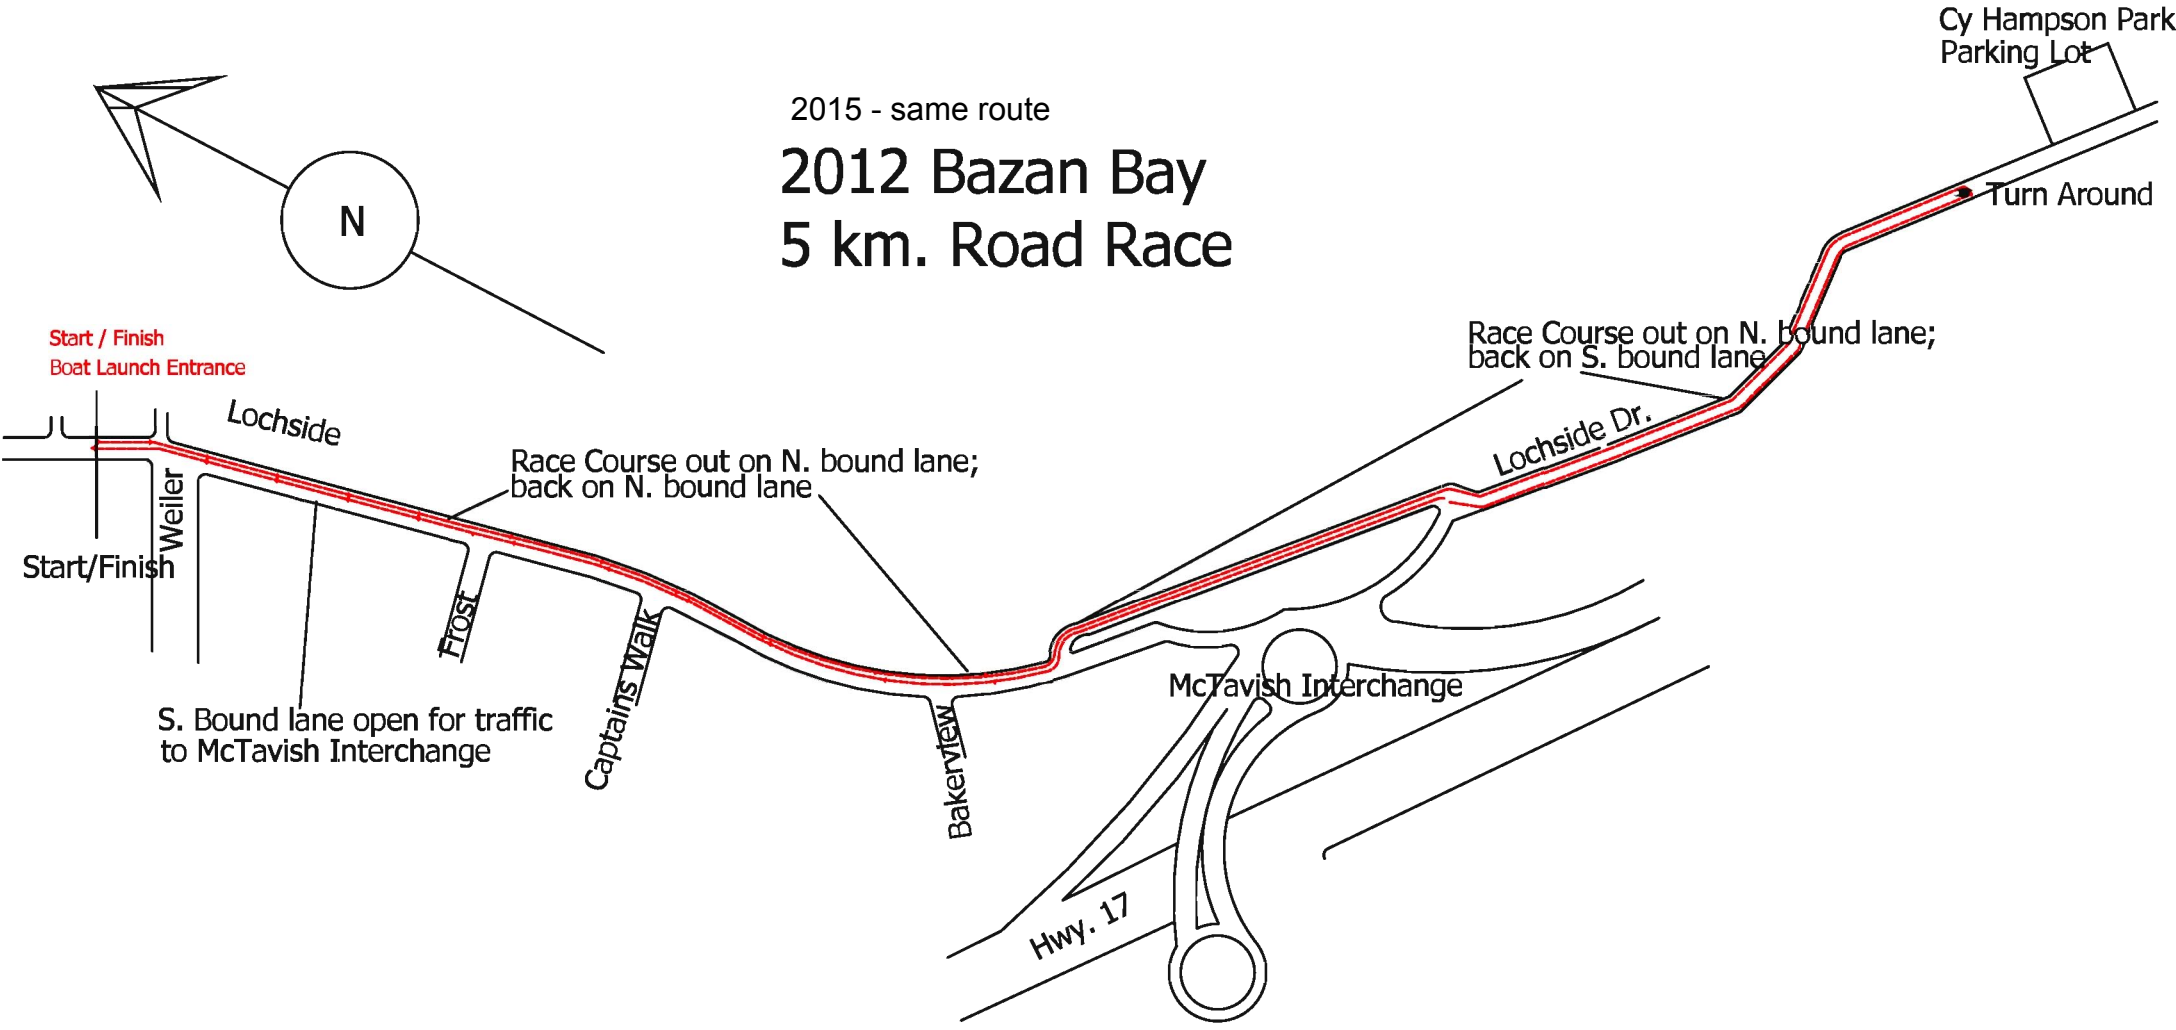 Cy Hampson Park
Parking Lot
2015 - same route
2012 Bazan Bay
5 km. Road Race
Turn Around
N
Start / Finish
Boat Launch Entrance
Race Course out on N. bound lane;
back on S. bound lane
Lochside
Lochside Dr.
Race Course out on N. bound lane;
back on N. bound lane
Weiler
Start/Finish
Frost
Captains Walk
McTavish Interchange
S. Bound lane open for traffic
to McTavish Interchange
Bakerview
Hwy. 17